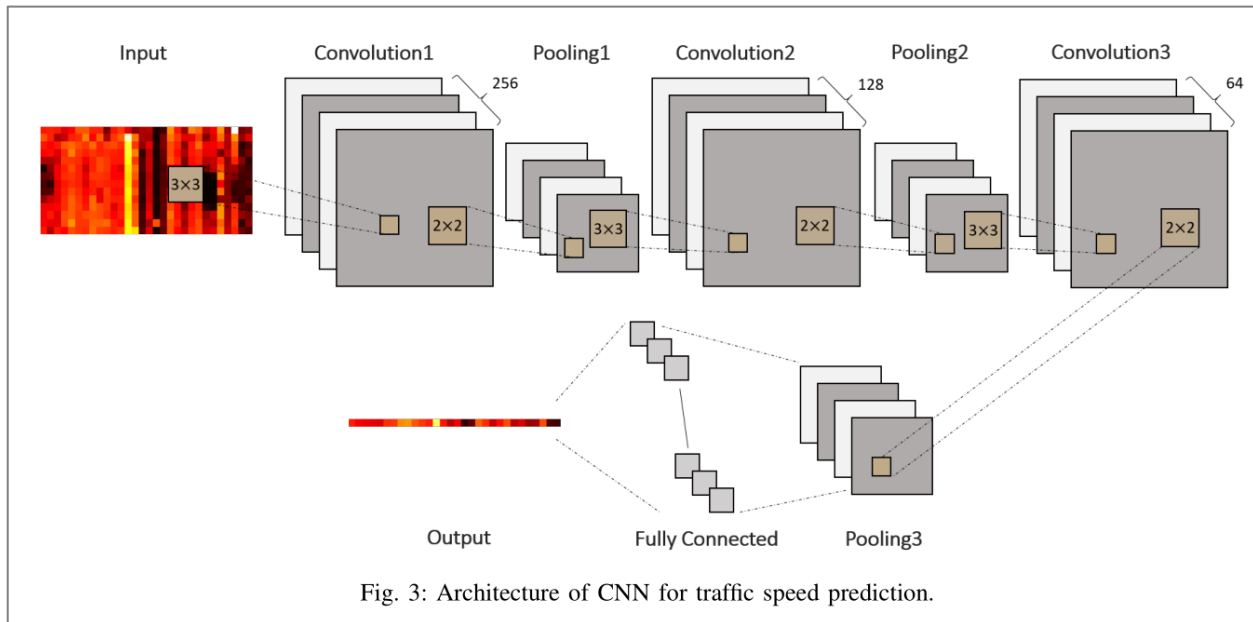 Input Convolution1 Pooling1 Convolution2 Pooling2 Convolution3
256 128 64
3×3 2×2 3×3 2×2 3×3 2×2
Output Fully Connected Pooling3
Fig. 3: Architecture of CNN for traffic speed prediction.